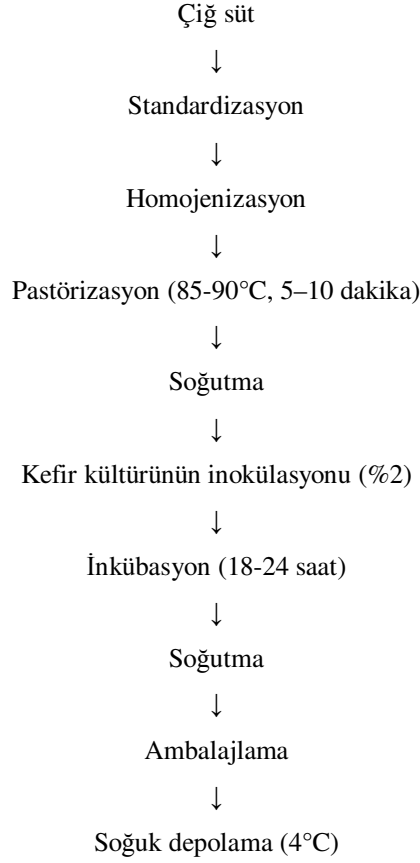 Çiğ süt
↓
Standardizasyon
↓
Homojenizasyon
↓
Pastörizasyon (85-90°C, 5–10 dakika)
↓
Soğutma
↓
Kefir kültürünün inokülasyonu (%2)
↓
İnkübasyon (18-24 saat)
↓
Soğutma
↓
Ambalajlama
↓
Soğuk depolama (4°C)